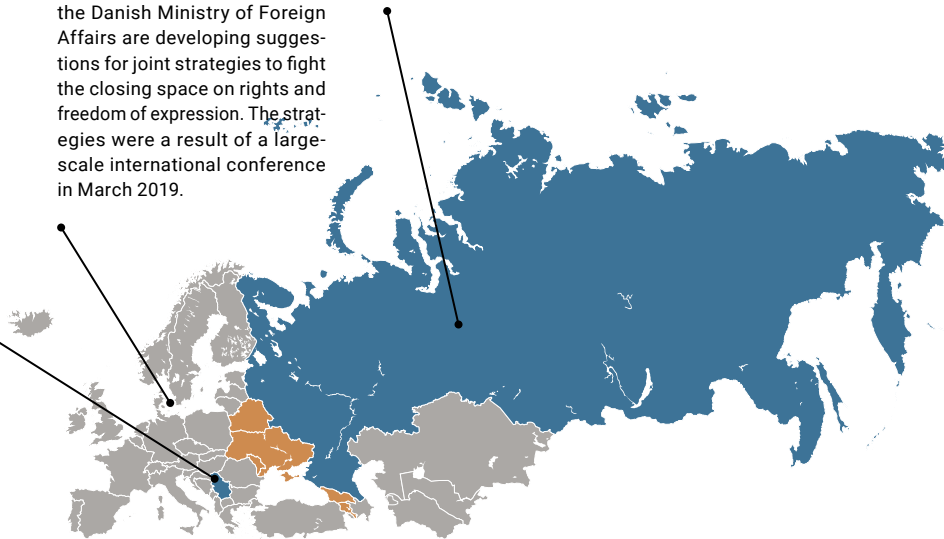 the Danish Ministry of Foreign
Affairs are developing sugges-
tions for joint strategies to fight
the closing space on rights and
freedom of expression. The strat-
egies were a result of a large-
scale international conference
in March 2019.